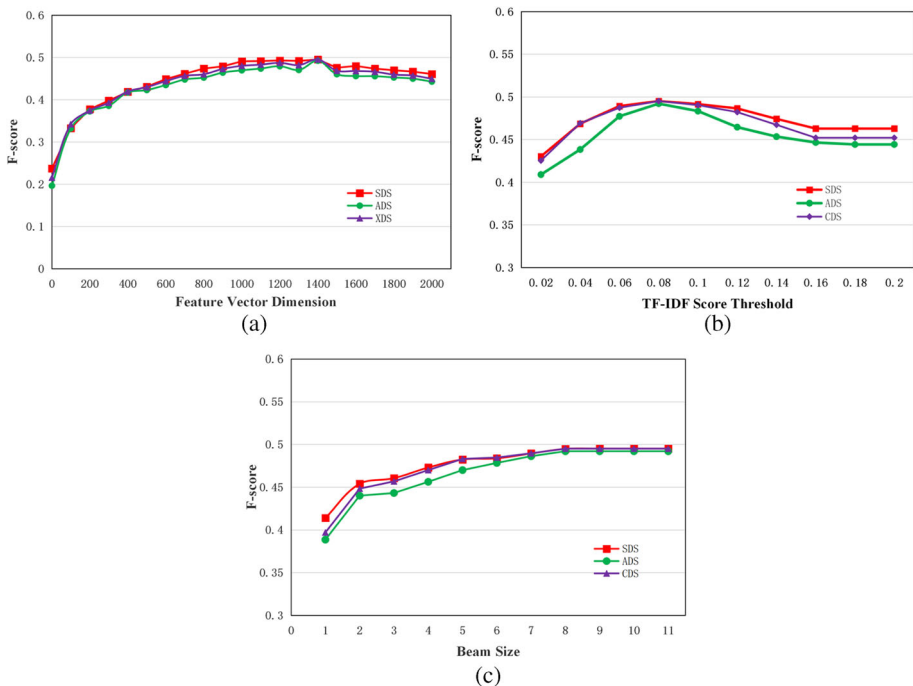 0. 6
0. 5
0. 4
0. 3
0. 2
0. 1
0
F-score
SDS
ADS
XDS
0 200 400 600 800 1000 1200 1400 1600 1800 2000
Feature Vector Dimension
(a)
0. 6
0. 55
0. 5
0. 45
0. 4
0. 35
0. 3
F-score
SDS
ADS
CDS
0. 02 0. 04 0. 06 0. 08 0. 1 0. 12 0. 14 0. 16 0. 18 0. 2
TF-IDF Score Threshold
(b)
0. 6
0. 55
0. 5
0. 45
0. 4
0. 35
0. 3
F-score
SDS
ADS
CDS
0 1 2 3 4 5 6 7 8 9 10 11
Beam Size
(c)